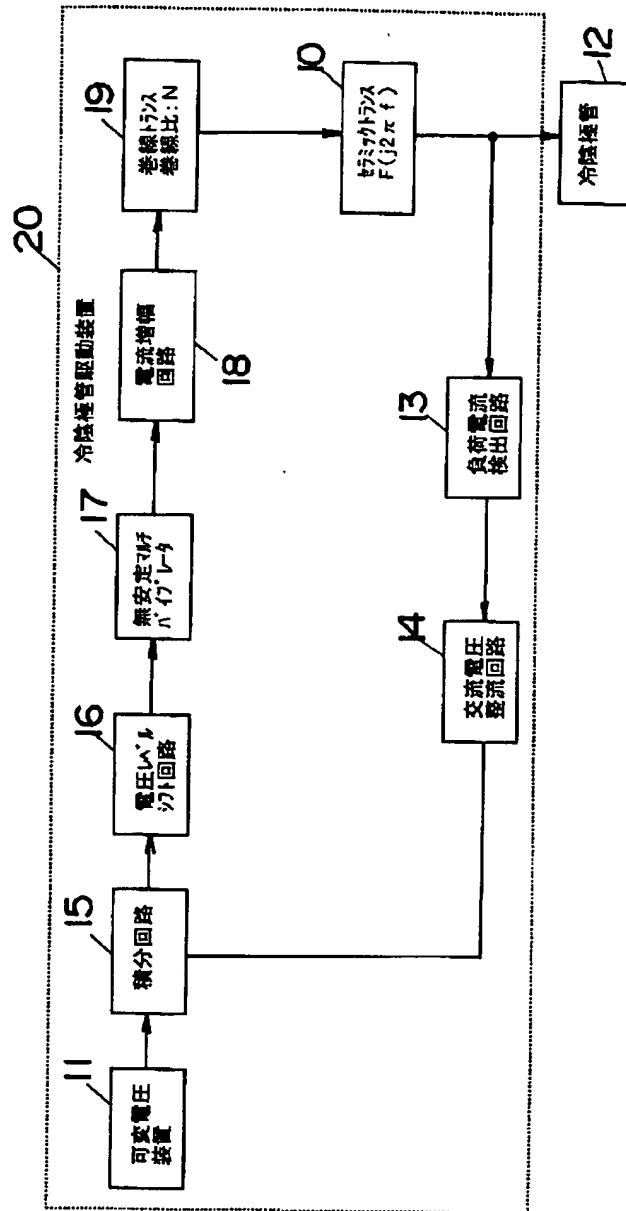 20
冷陰極管駆動装置
11
可変電圧
装置
15
積分回路
16
電圧レベル
シフト回路
17
無安定マルチ
バイブレータ
18
電流増幅
回路
19
巻線トランス
巻線比:N
10
セラミックトランス
F(j2πf)
12
冷陰極管
13
負荷電流
検出回路
14
交流電圧
整流回路